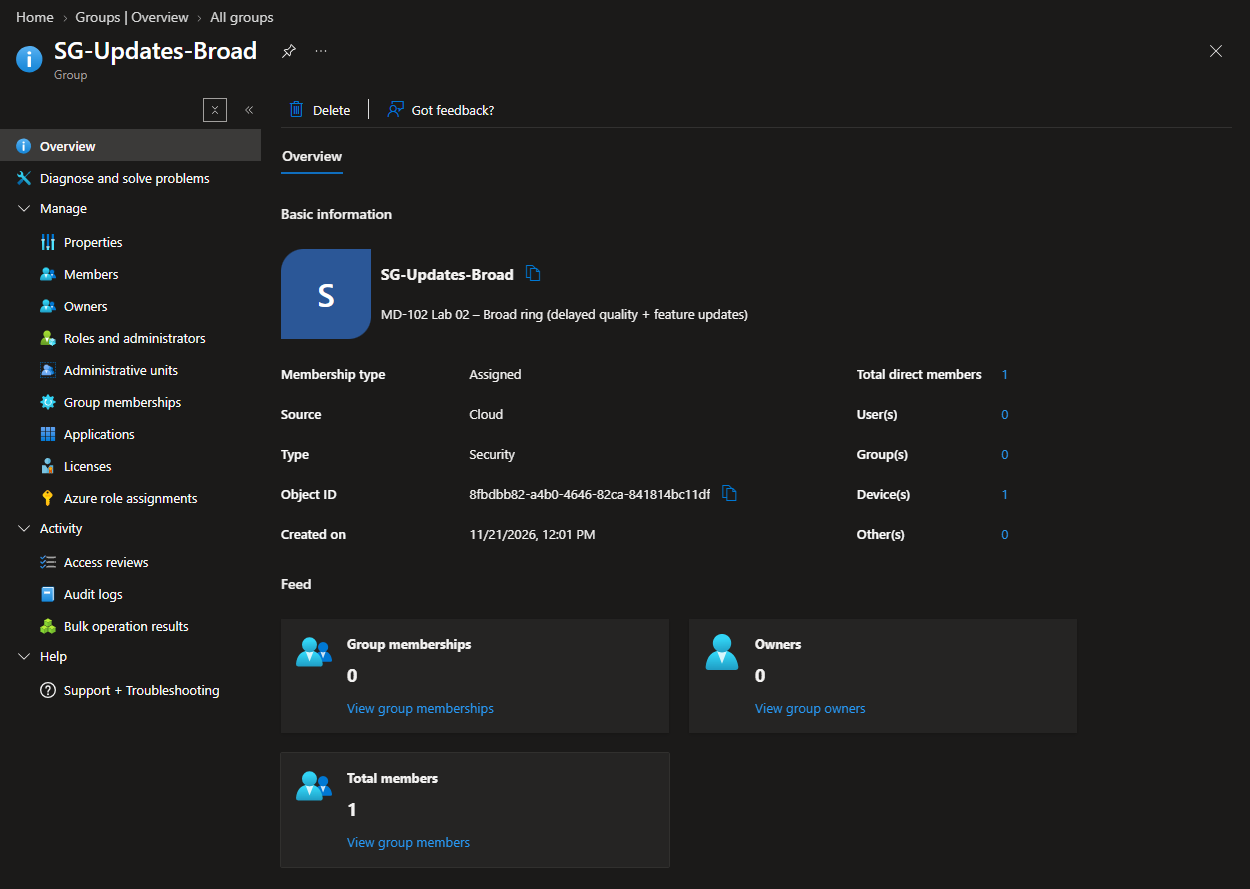 Home › Groups | Overview › All groups
SG-Updates-Broad
Group
Delete
Got feedback?
Overview
Diagnose and solve problems
Manage
Properties
Members
Owners
Roles and administrators
Administrative units
Group memberships
Applications
Licenses
Azure role assignments
Activity
Access reviews
Audit logs
Bulk operation results
Help
Support + Troubleshooting
Overview
Basic information
S
SG-Updates-Broad
MD-102 Lab 02 – Broad ring (delayed quality + feature updates)
Membership type Assigned Total direct members 1
Source Cloud User(s) 0
Type Security Group(s) 0
Object ID 8fbdbb82-a4b0-4646-82ca-841814bc11df Device(s) 1
Created on 11/21/2026, 12:01 PM Other(s) 0
Feed
Group memberships
0
View group memberships
Owners
0
View group owners
Total members
1
View group members